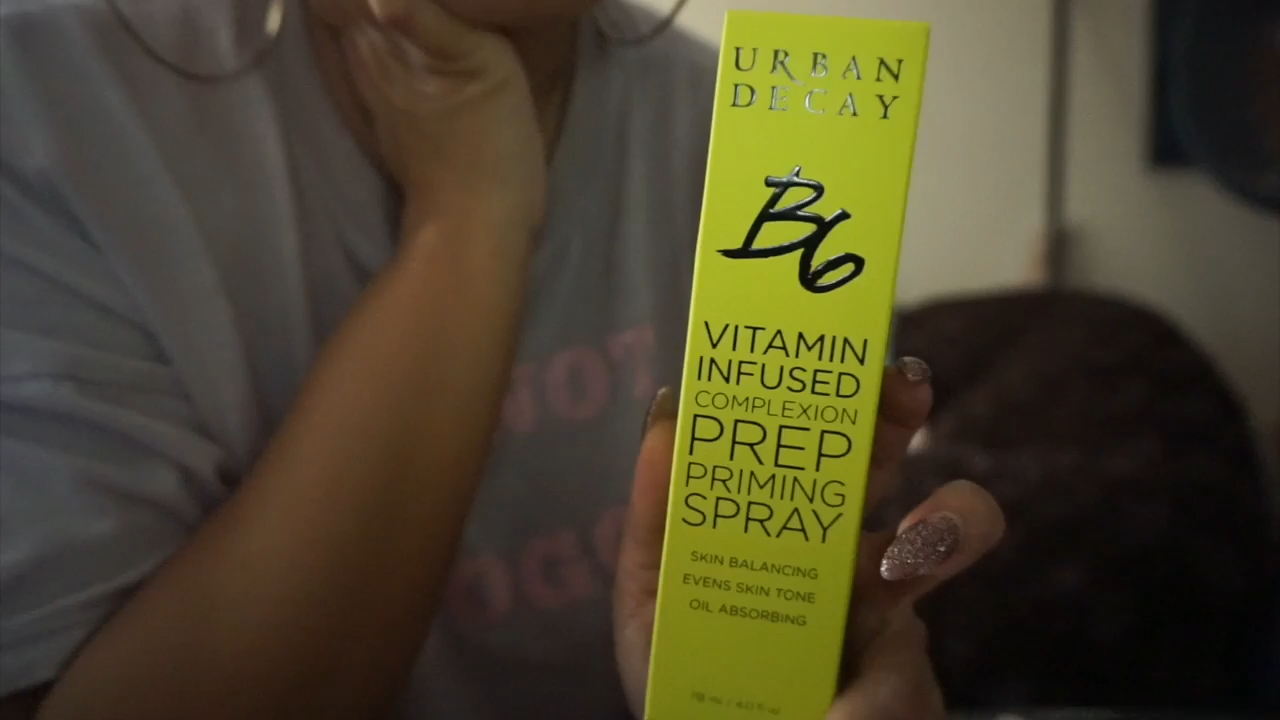 URBAN
DECAY
B6
VITAMIN
INFUSED
COMPLEXION
PREP
PRIMING
SPRAY
SKIN BALANCING
EVENS SKIN TONE
OIL ABSORBING